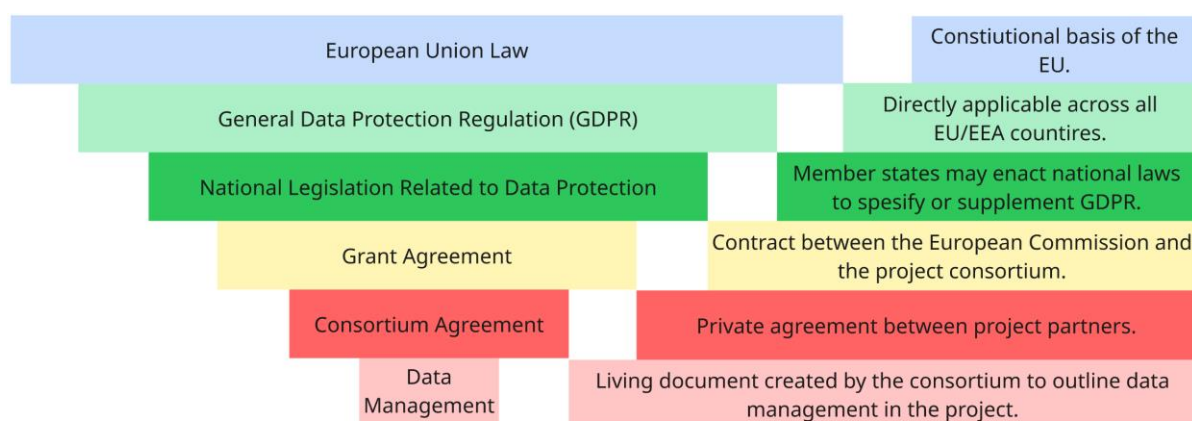 European Union Law
Constiutional basis of the
EU.
General Data Protection Regulation (GDPR)
Directly applicable across all
EU/EEA countires.
National Legislation Related to Data Protection
Member states may enact national laws
to spesify or supplement GDPR.
Grant Agreement
Contract between the European Commission and
the project consortium.
Consortium Agreement
Private agreement between project partners.
Data
Management
Living document created by the consortium to outline data
management in the project.